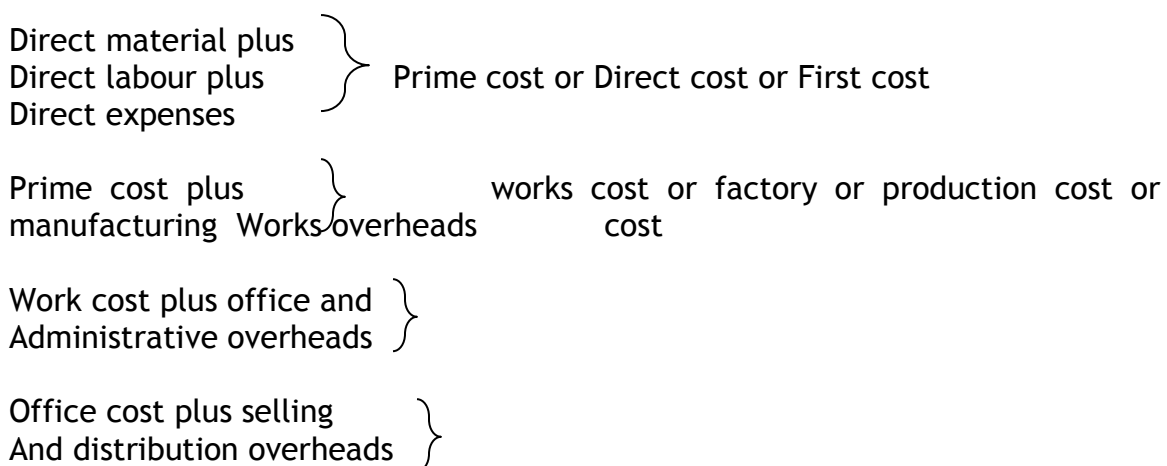 Direct material plus
Direct labour plus Prime cost or Direct cost or First cost
Direct expenses
Prime cost plus works cost or factory or production cost or
manufacturing Works overheads cost
Work cost plus office and
Administrative overheads
Office cost plus selling
And distribution overheads